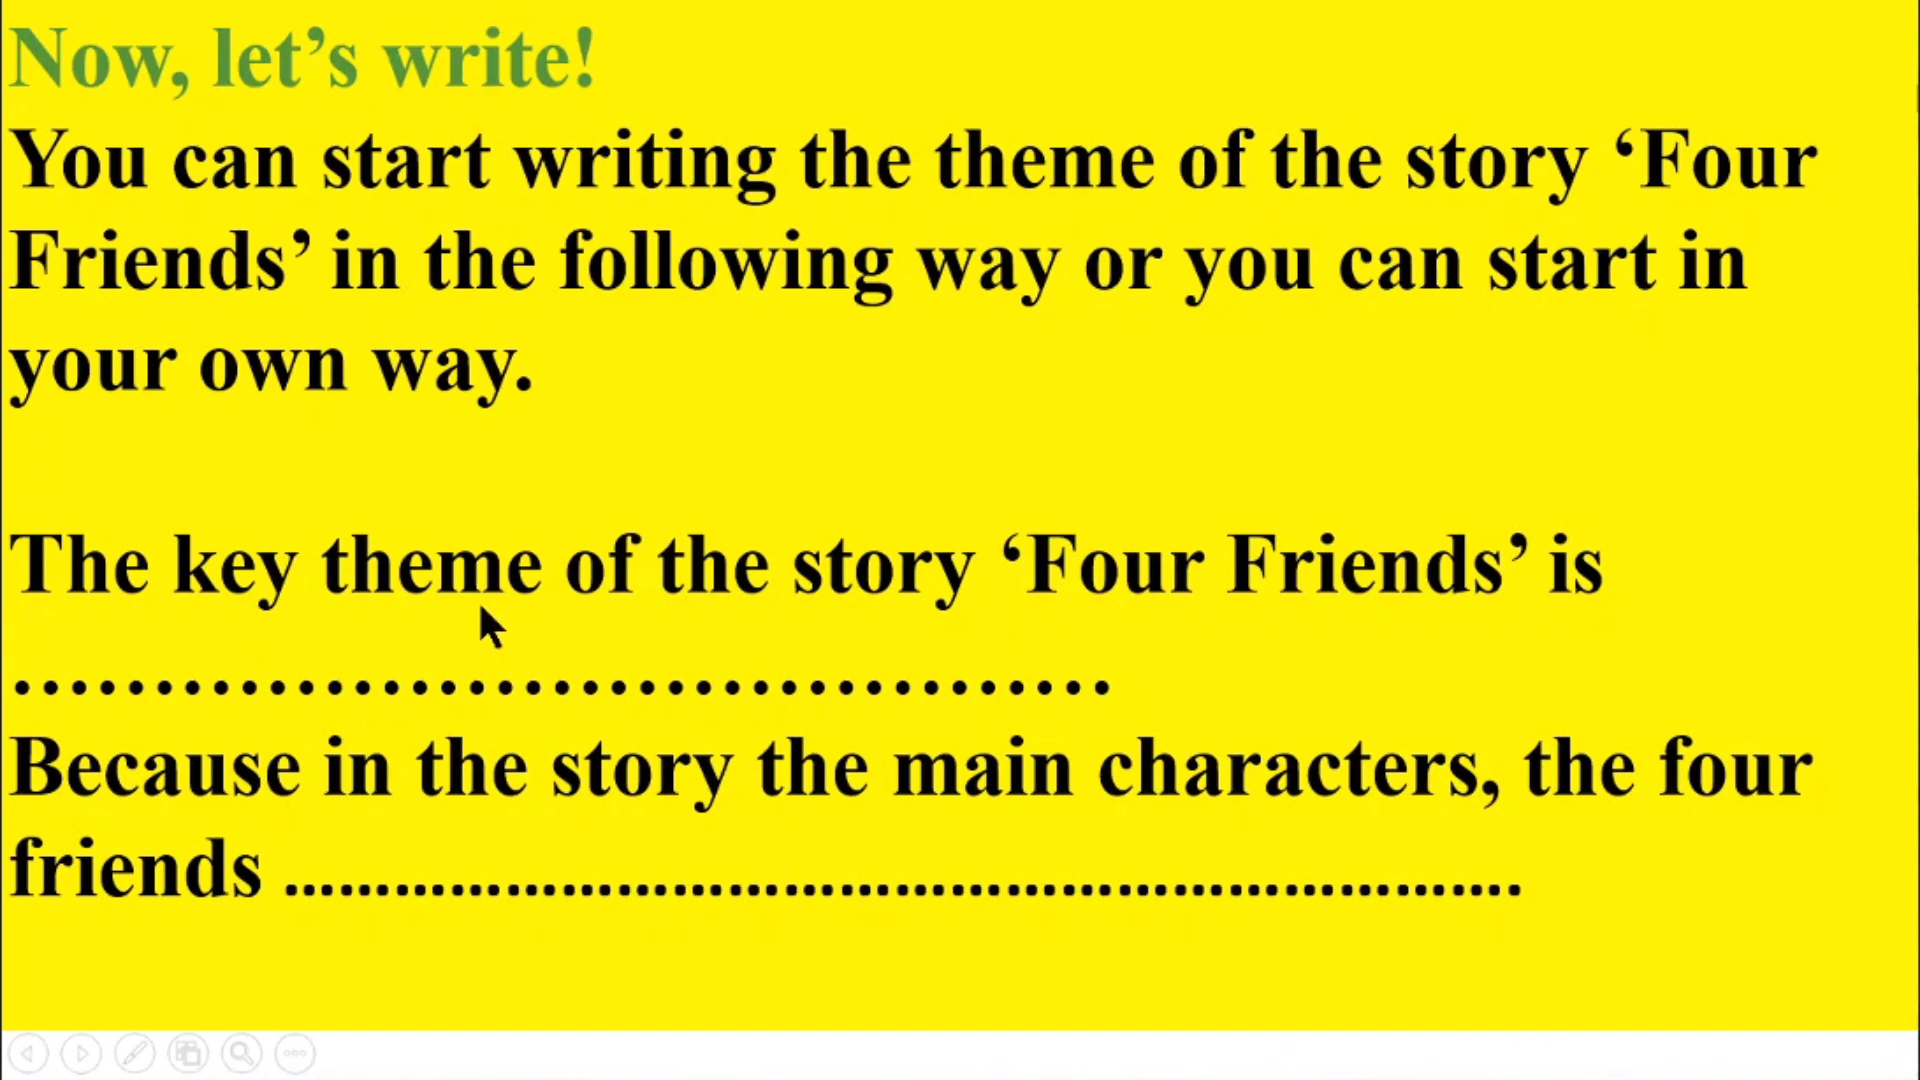 Now, let’s write!
You can start writing the theme of the story ‘Four
Friends’ in the following way or you can start in
your own way.
The key theme of the story ‘Four Friends’ is
.......................................
Because in the story the main characters, the four
friends ...................................................................